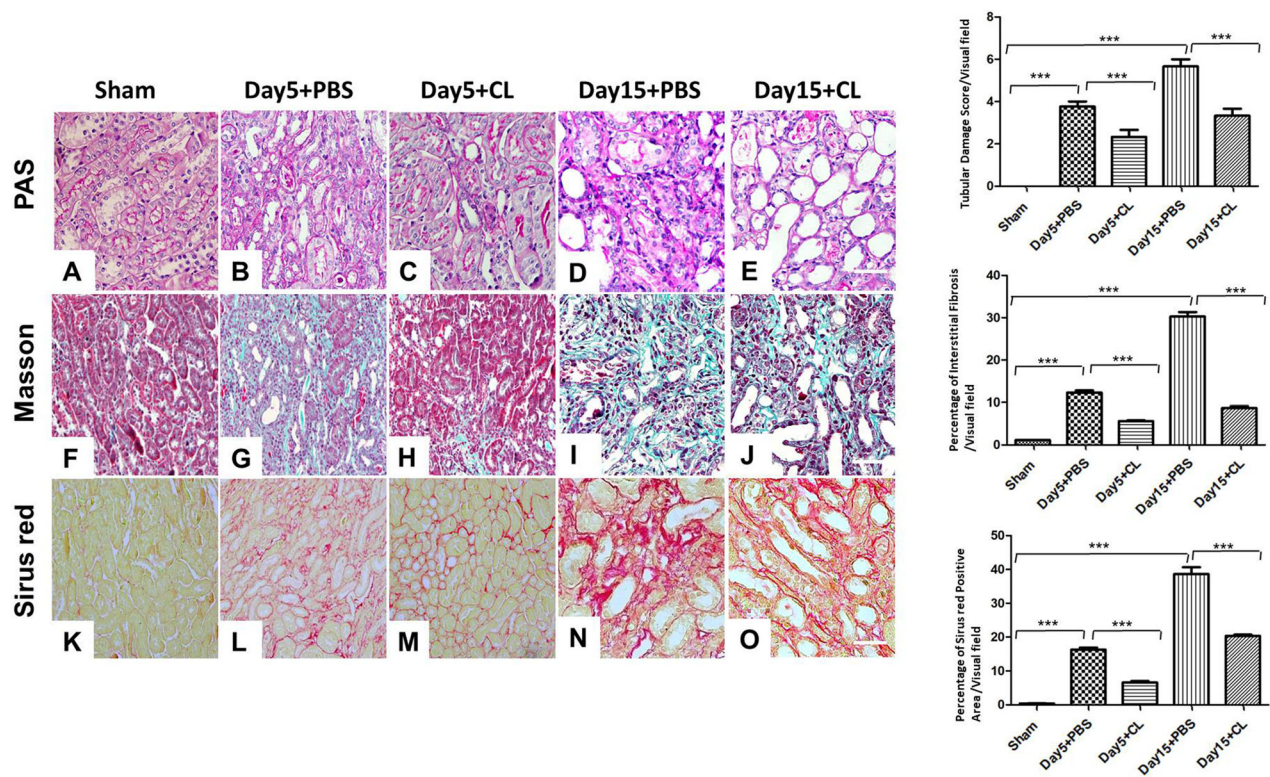 Sham
Day5+PBS
Day5+CL
Day15+PBS
Day15+CL
PAS
A
B
C
D
E
Masson
F
G
H
I
J
Sirus red
K
L
M
N
O
Tubular Damage Score/Visual field
8
6
4
2
0
***
***
***
***
Sham
Day5+PBS
Day5+CL
Day15+PBS
Day15+CL
Percentage of Interstitial Fibrosis
/Visual field
40
30
20
10
0
***
***
***
***
Sham
Day5+PBS
Day5+CL
Day15+PBS
Day15+CL
Percentage of Sirus red Positive
Area /Visual field
50
40
30
20
10
0
***
***
***
***
Sham
Day5+PBS
Day5+CL
Day15+PBS
Day15+CL